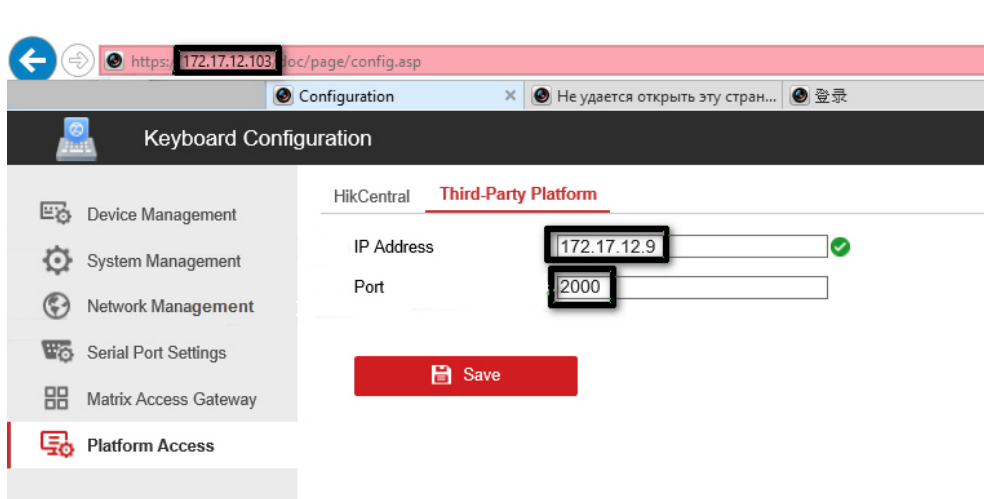 https:/ 172.17.12.103/doc/page/config.asp
Configuration × Не удается открыть эту стран... 登录
Keyboard Configuration
HikCentral Third-Party Platform
Device Management
IP Address 172.17.12.9
System Management
Port 2000
Network Management
Serial Port Settings
Save
Matrix Access Gateway
Platform Access